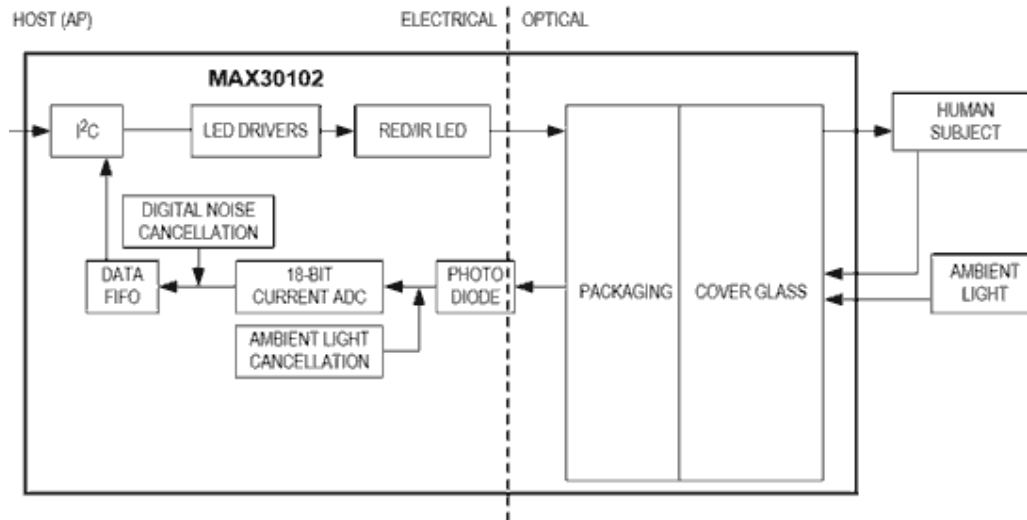 HOST (AP)
ELECTRICAL
OPTICAL
MAX30102
I²C
LED DRIVERS
RED/IR LED
HUMAN
SUBJECT
DIGITAL NOISE
CANCELLATION
DATA
FIFO
18-BIT
CURRENT ADC
PHOTO
DIODE
PACKAGING
COVER GLASS
AMBIENT
LIGHT
AMBIENT LIGHT
CANCELLATION